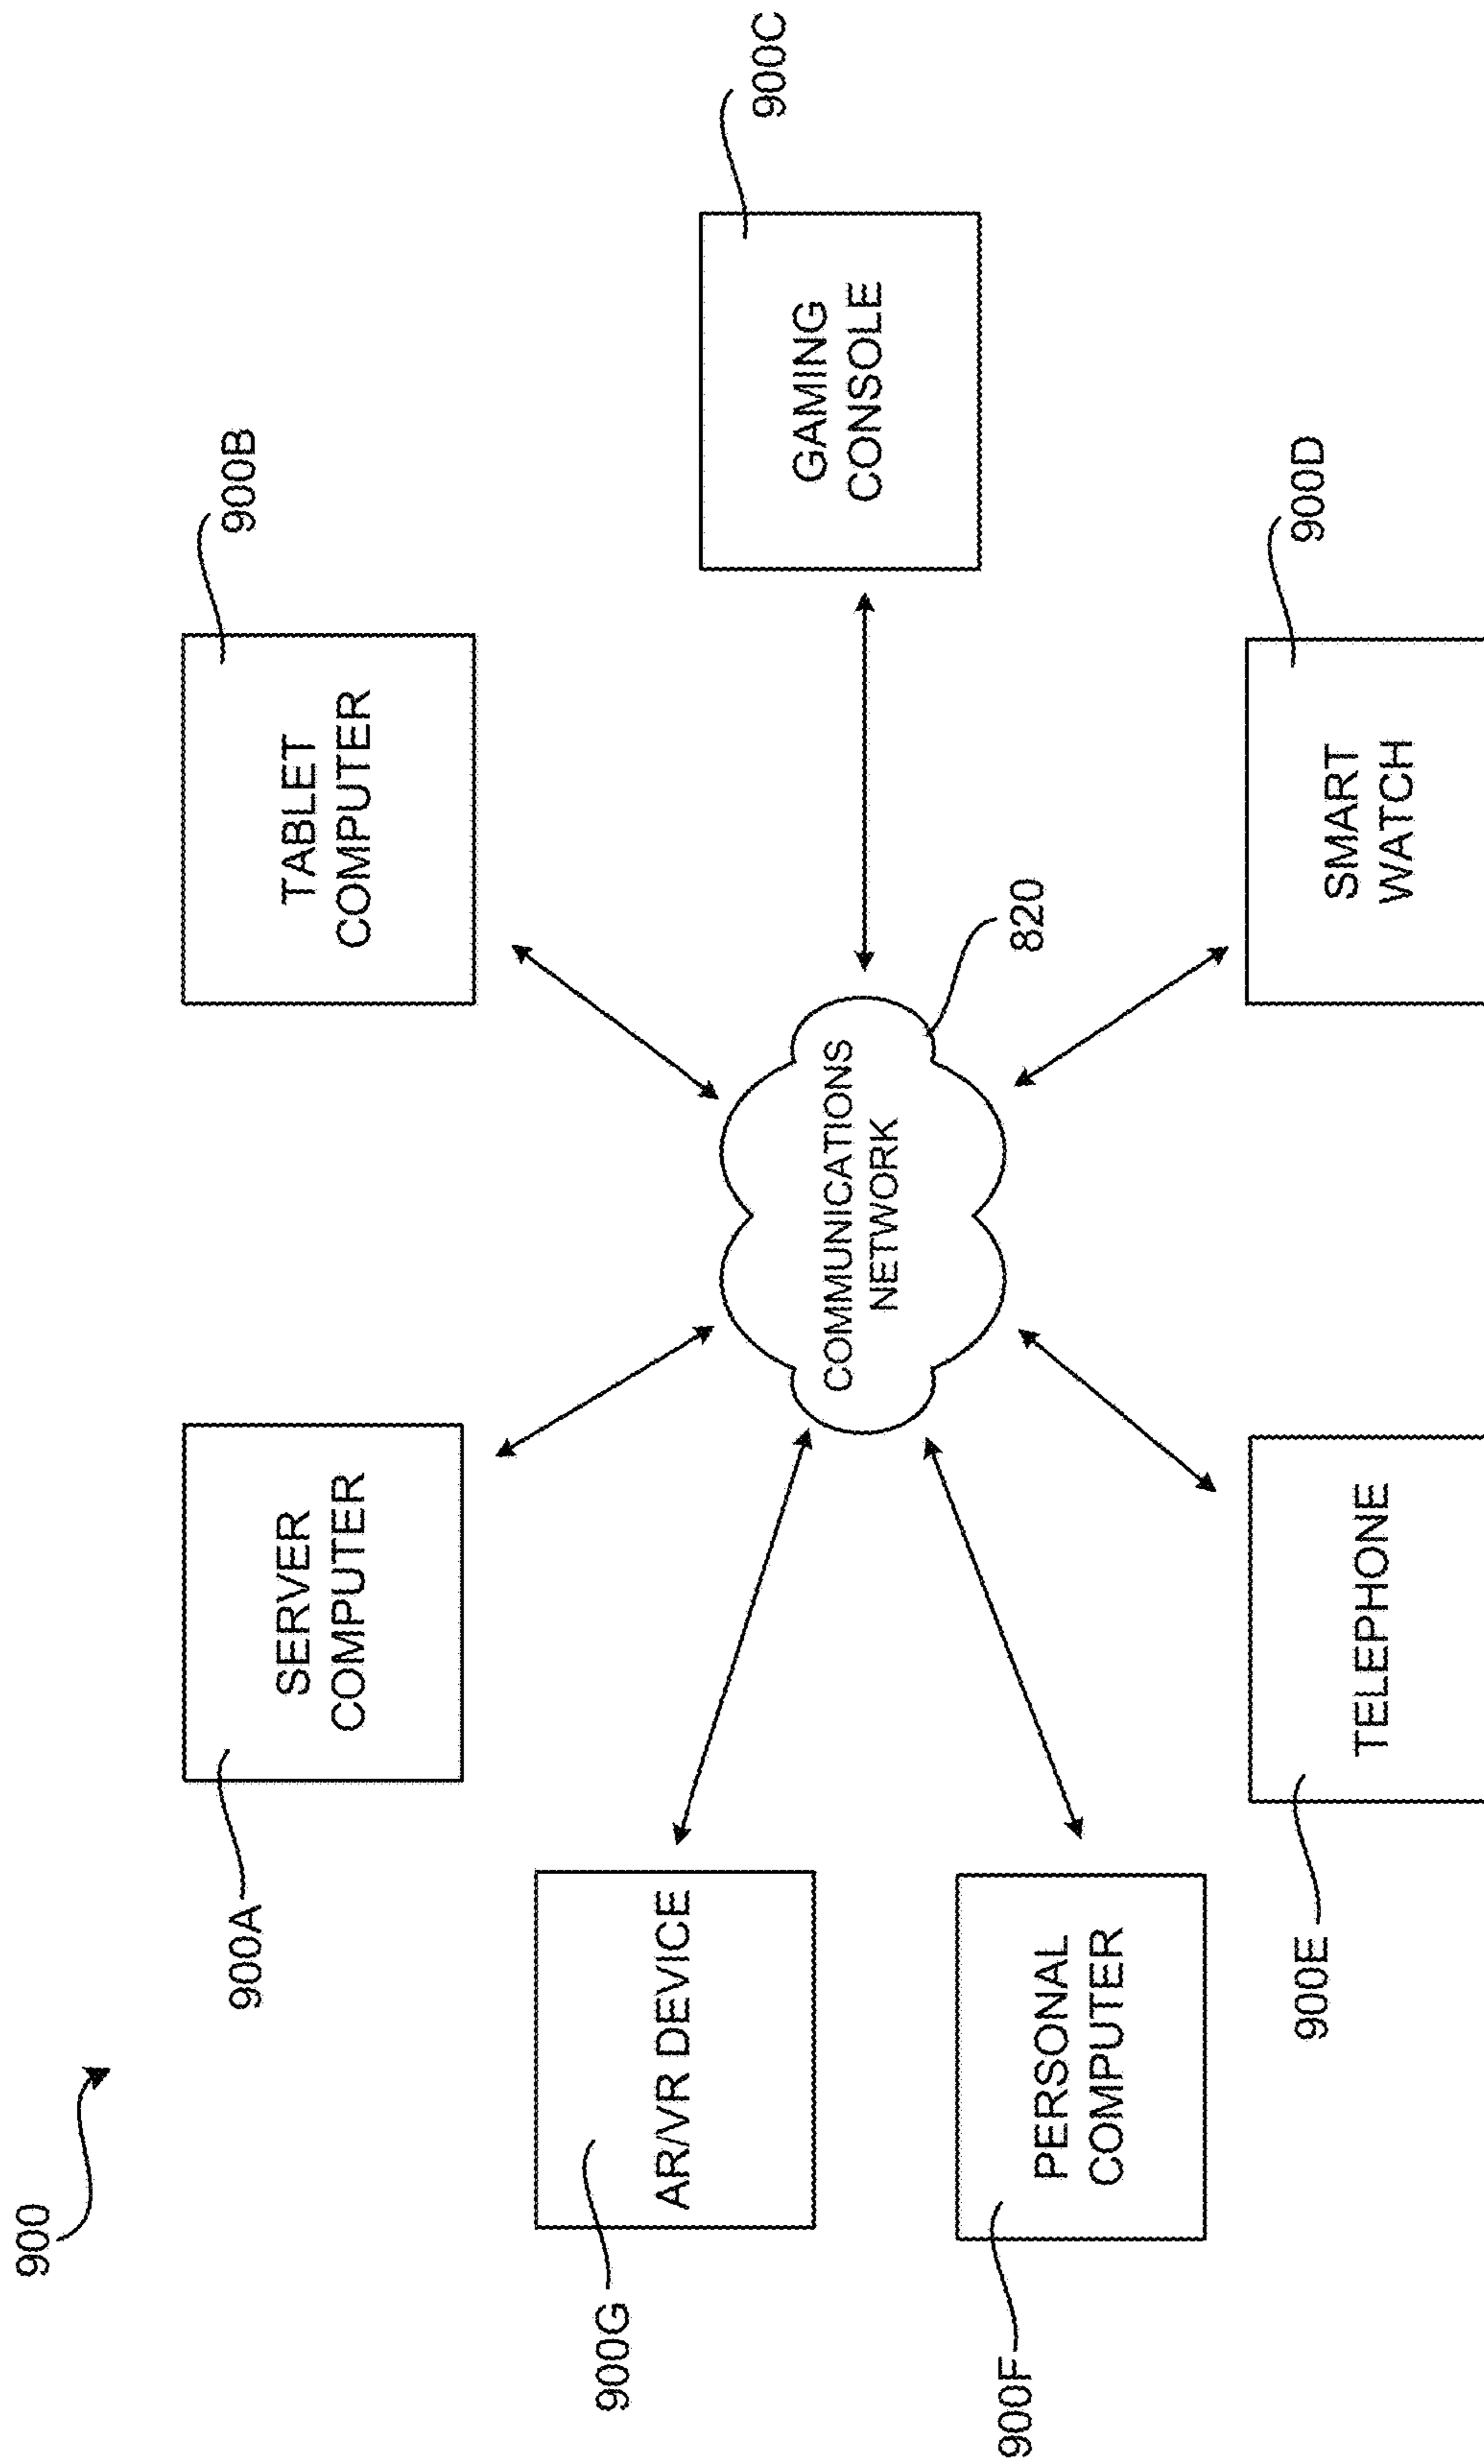 900
900A
SERVER
COMPUTER
TABLET
COMPUTER
900B
900G
AR/VR DEVICE
COMMUNICATIONS
NETWORK
820
GAMING
CONSOLE
900C
900F
PERSONAL
COMPUTER
900E
TELEPHONE
SMART
WATCH
900D